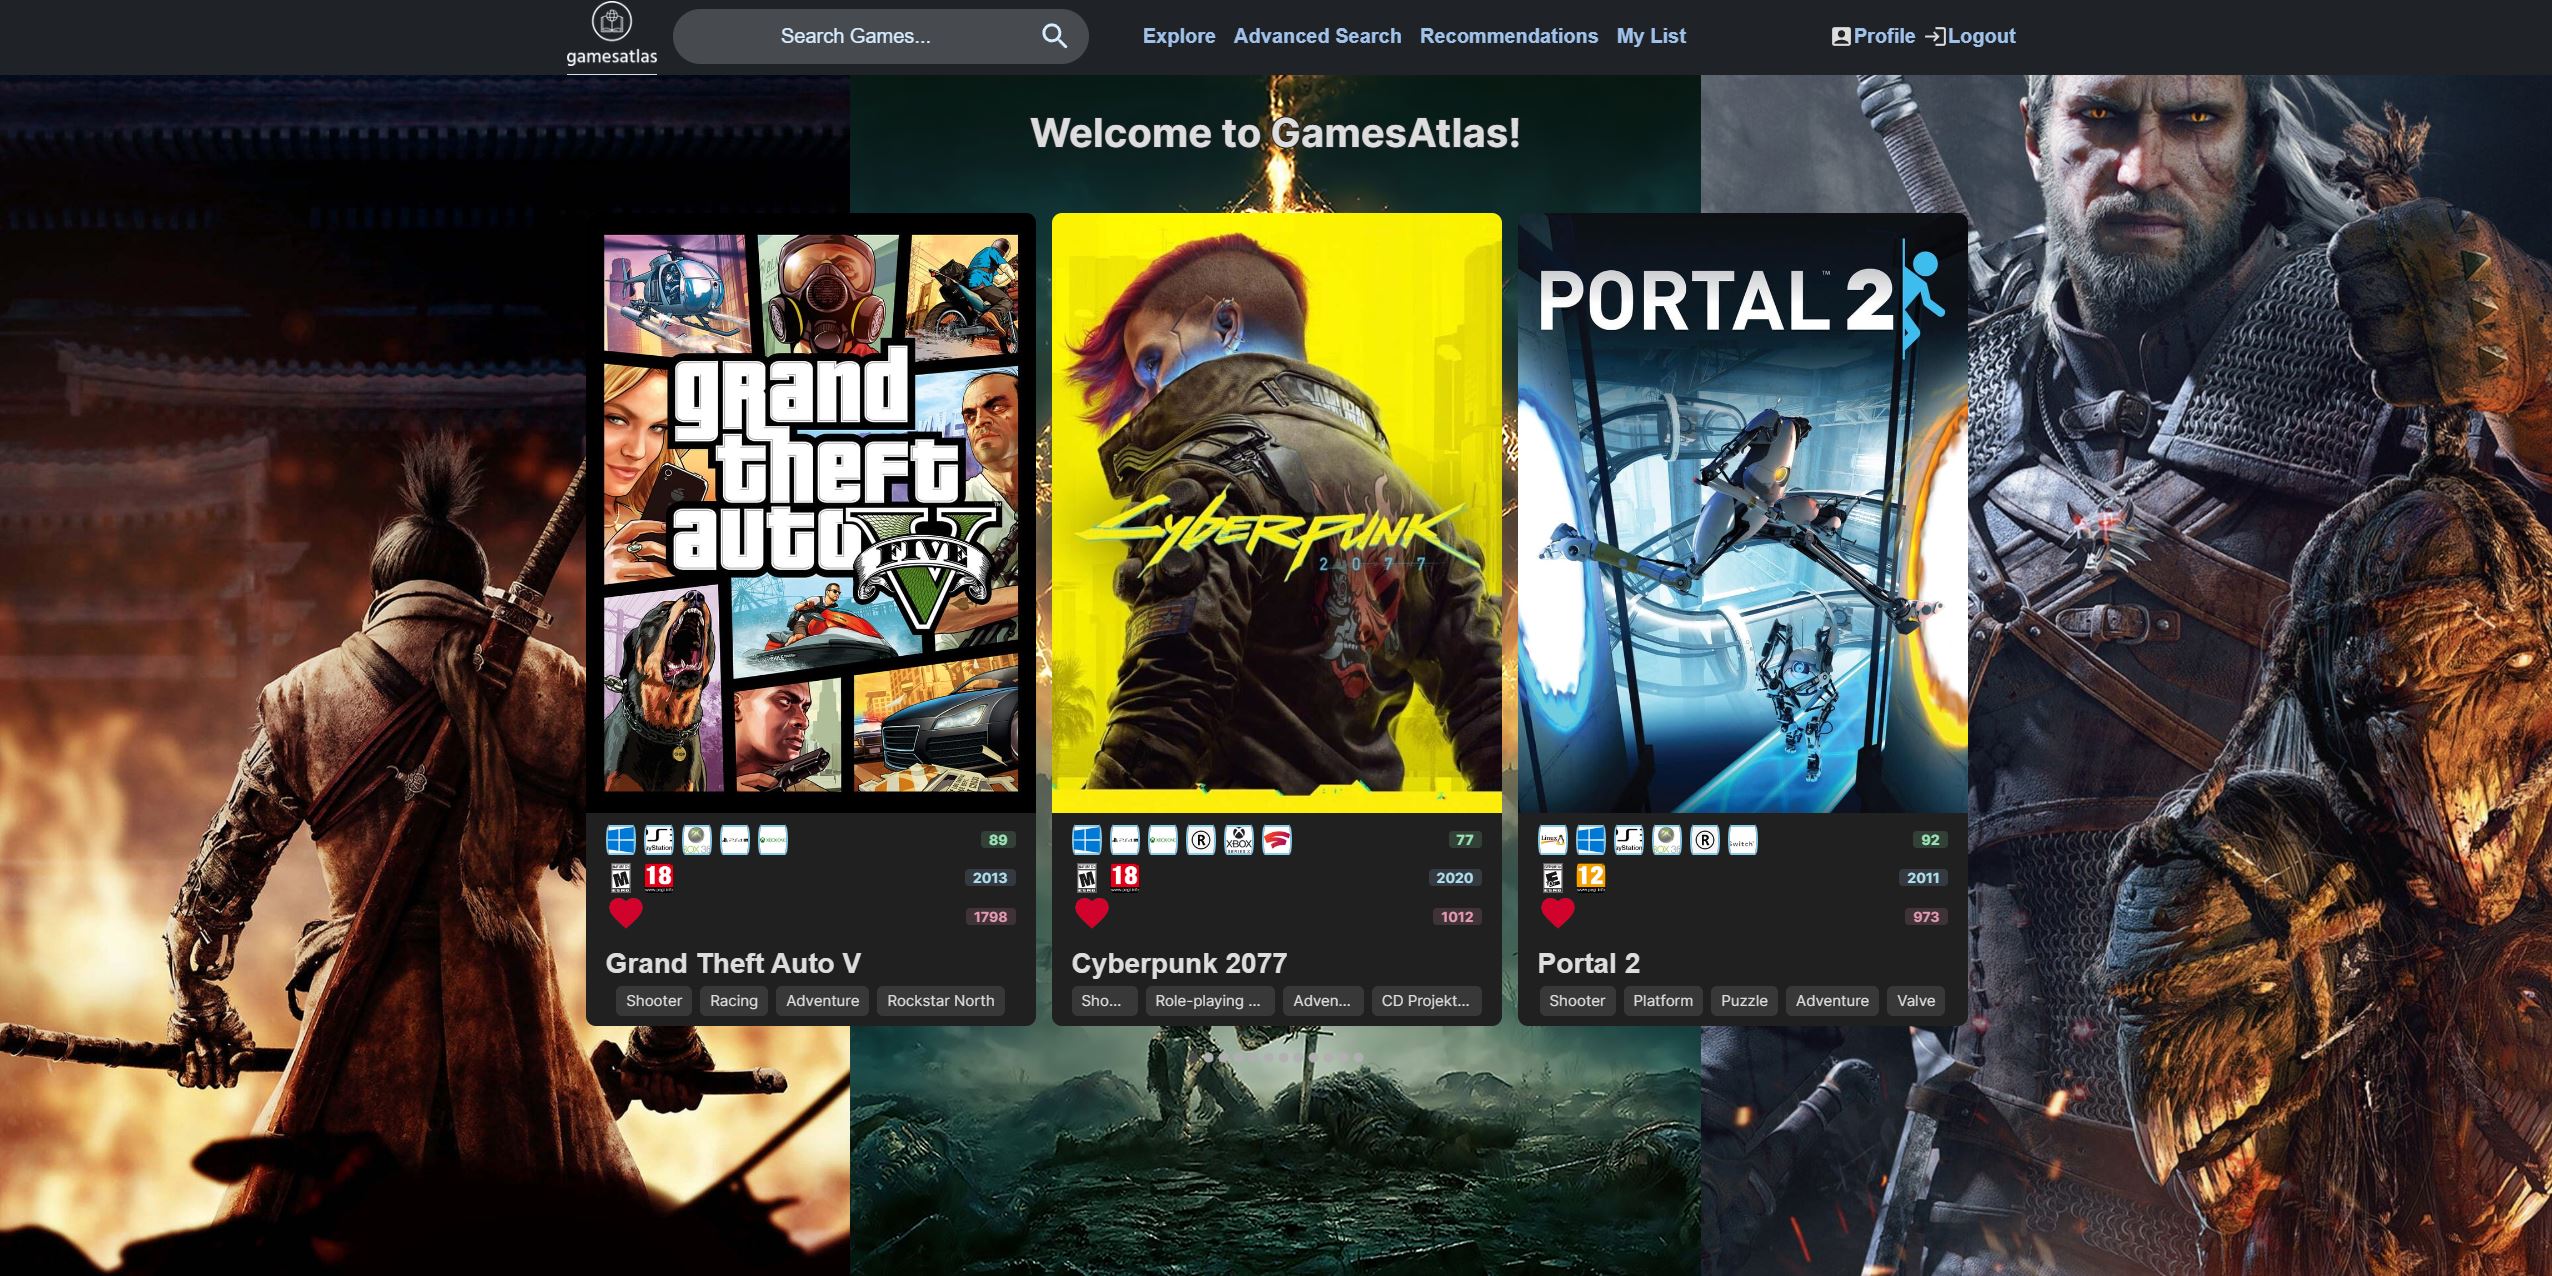 gamesatlas
Search Games...
Explore Advanced Search Recommendations My List
Profile Logout
Welcome to GamesAtlas!
grand
theft
auto V
FIVE
CYBERPUNK
2077
PORTAL 2
89
18
2013
1798
Grand Theft Auto V
Shooter Racing Adventure Rockstar North
XBOX
77
18
2020
1012
Cyberpunk 2077
Sho... Role-playing ... Adven... CD Projekt...
Linux
92
12
2011
973
Portal 2
Shooter Platform Puzzle Adventure Valve